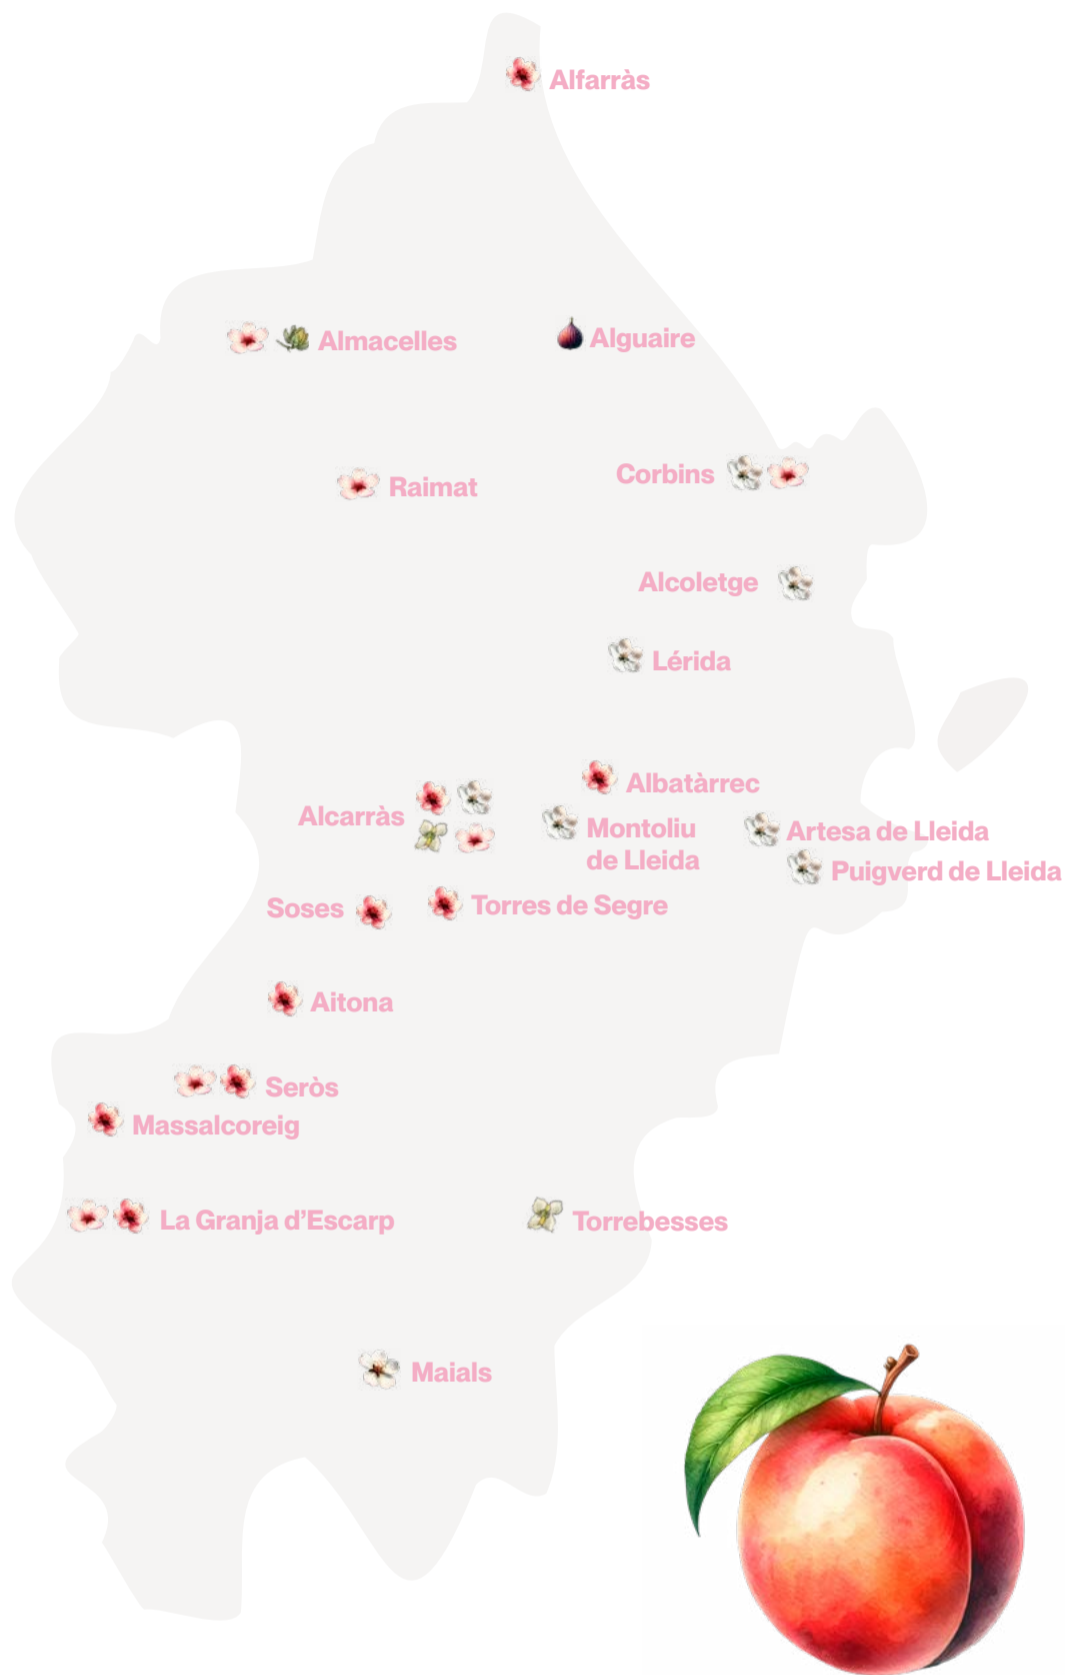 Alfarràs
Almacelles
Alguaire
Raimat
Corbins
Alcoletge
Lérida
Albatàrrec
Alcarràs
Montoliu
de Lleida
Artesa de Lleida
Puigverd de Lleida
Soses
Torres de Segre
Aitona
Seròs
Massalcoreig
La Granja d’Escarp
Torrebesses
Maials